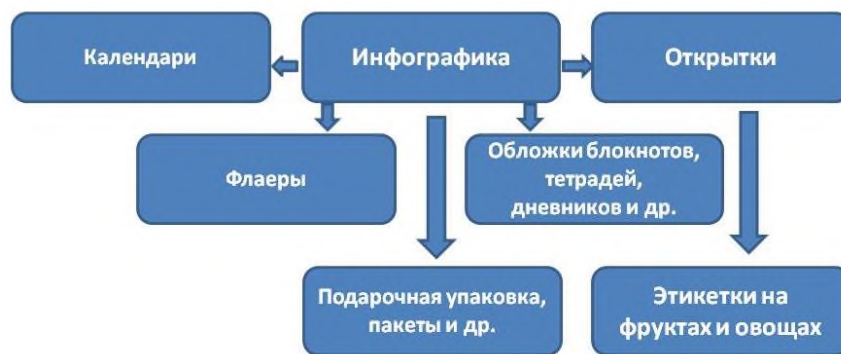 Календари
Инфографика
Открытки
Флаеры
Обложки блокнотов,
тетрадей,
дневников и др.
Подарочная упаковка,
пакеты и др.
Этикетки на
фруктах и овощах